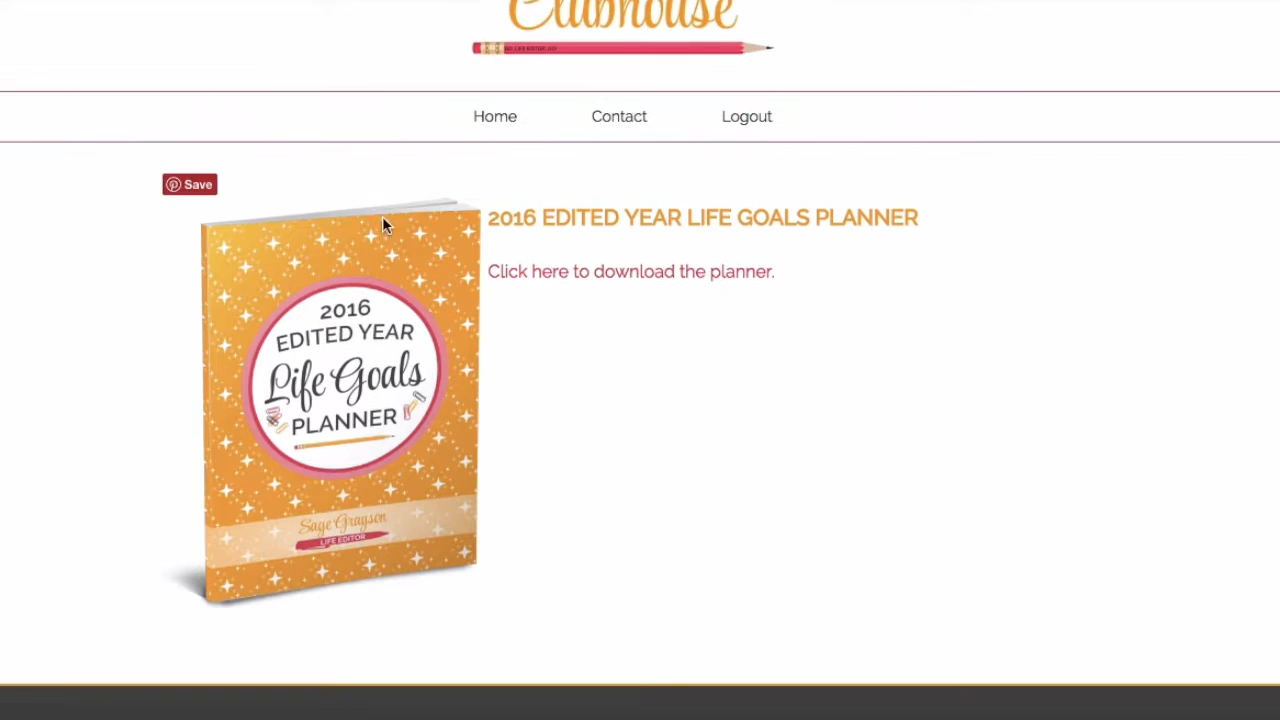 Clubhouse
Home Contact Logout
Save
2016 EDITED YEAR LIFE GOALS PLANNER
Click here to download the planner.
2016
EDITED YEAR
Life Goals
PLANNER
Sage Grayson
LIFE EDITOR